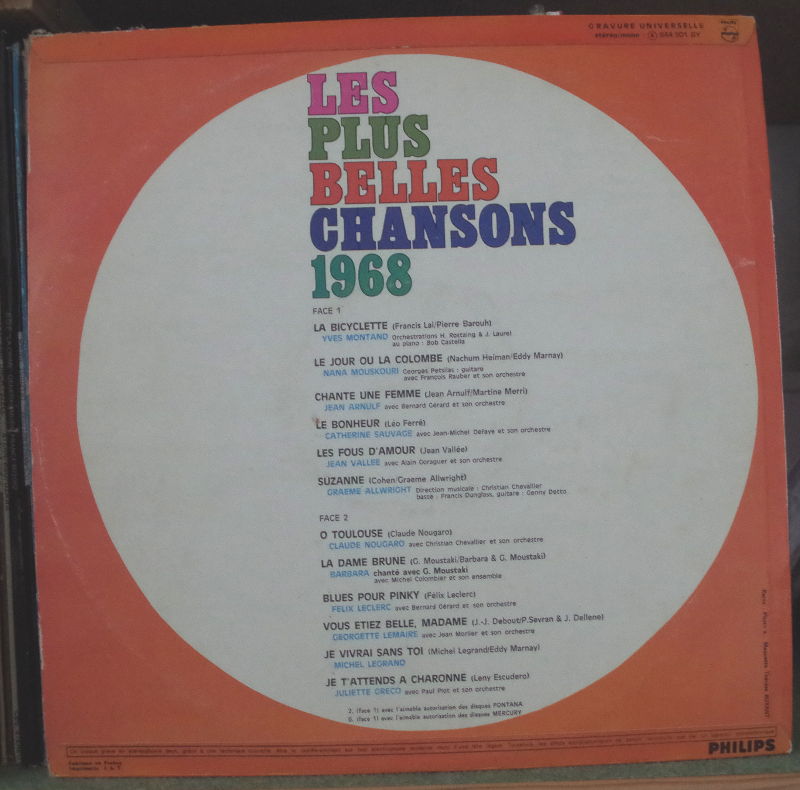 GRAVURE UNIVERSELLE
stéréo/mono
LES
PLUS
BELLES
CHANSONS
1968
FACE 1
LA BICYCLETTE (Francis Lai/Pierre Barouh)
YVES MONTAND Orchestrations H. Rostaing & J. Laurel
au piano : Bob Castella
LE JOUR OU LA COLOMBE (Nachum Heiman/Eddy Marnay)
NANA MOUSKOURI Georges Petsilas : guitare
avec François Rauber et son orchestre
CHANTE UNE FEMME (Jean Arnulf/Martine Merri)
JEAN ARNULF avec Bernard Gérard et son orchestre
LE BONHEUR (Léo Ferré)
CATHERINE SAUVAGE avec Jean-Michel Defaye et son orchestre
LES FOUS D'AMOUR (Jean Vallée)
JEAN VALLEE avec Alain Goraguer et son orchestre
SUZANNE (Cohen/Graeme Allwright)
GRAEME ALLWRIGHT Direction musicale : Christian Chevallier
basse : Francis Dunglass, guitare : Genny Detto
FACE 2
O TOULOUSE (Claude Nougaro)
CLAUDE NOUGARO avec Christian Chevallier et son orchestre
LA DAME BRUNE (G. Moustaki/Barbara & G. Moustaki)
BARBARA chanté avec G. Moustaki
avec Michel Colombier et son ensemble
BLUES POUR PINKY (Félix Leclerc)
FELIX LECLERC avec Bernard Gérard et son orchestre
VOUS ETIEZ BELLE, MADAME (J.-J. Debout/P.Sevran & J. Dellene)
GEORGETTE LEMAIRE avec Jean Morlier et son orchestre
JE VIVRAI SANS TOI (Michel Legrand/Eddy Marnay)
MICHEL LEGRAND
JE T'ATTENDS A CHARONNE (Leny Escudero)
JULIETTE GRECO avec Paul Piot et son orchestre
2. (face 1) avec l'aimable autorisation des disques FONTANA
6. (face 1) avec l'aimable autorisation des disques MERCURY
PHILIPS